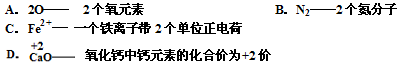 A. 2O—— 2个氧元素 B. N₂——2个氮分子
C. Fe²⁺—— 一个铁离子带2个单位正电荷
D. +2
CaO—— 氧化钙中钙元素的化合价为+2价